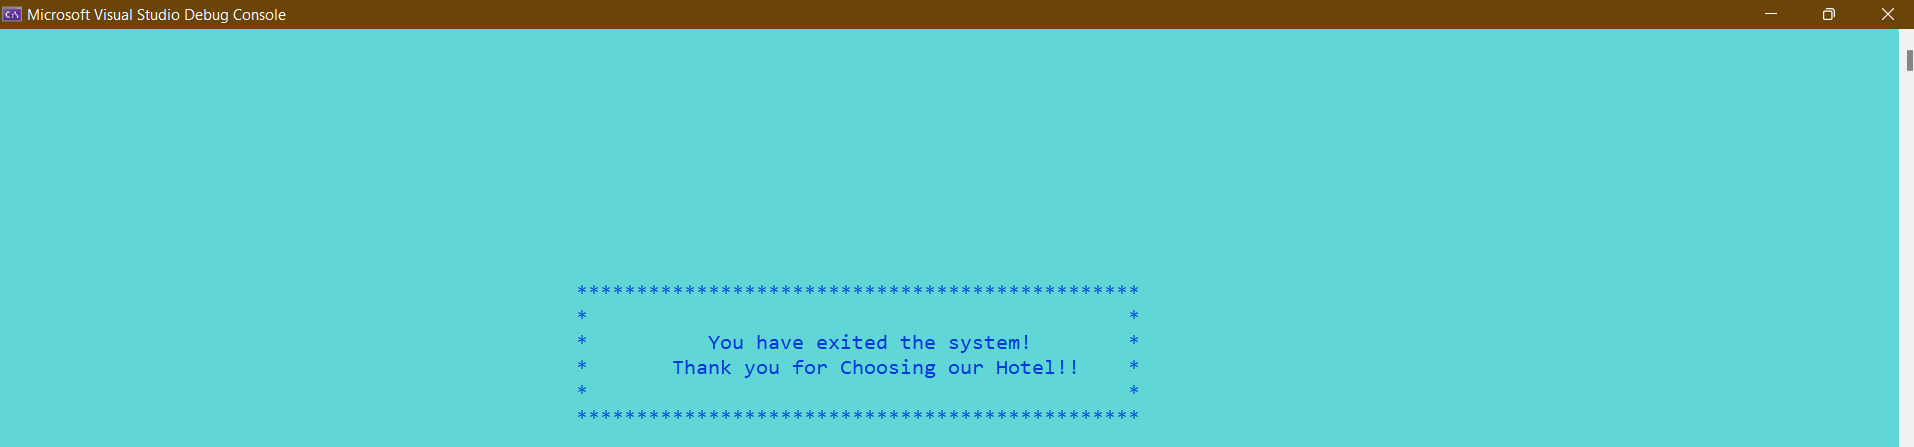 Microsoft Visual Studio Debug Console
***********************************************
*                                             *
*          You have exited the system!        *
*       Thank you for Choosing our Hotel!!    *
*                                             *
***********************************************